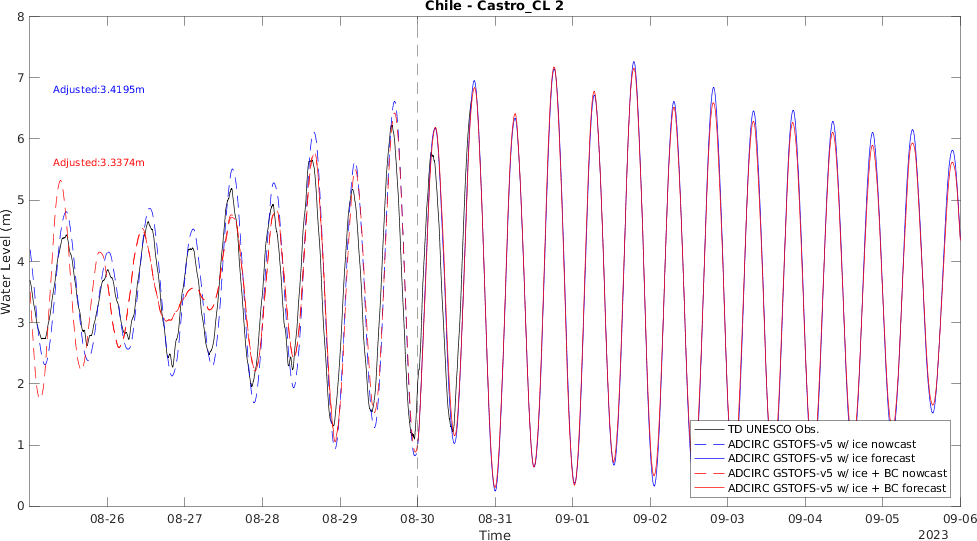 Chile - Castro_CL 2
8
7
6
5
4
3
2
1
0
Water Level (m)
Adjusted:3.4195m
Adjusted:3.3374m
TD UNESCO Obs.
ADCIRC GSTOFS-v5 w/ ice nowcast
ADCIRC GSTOFS-v5 w/ ice forecast
ADCIRC GSTOFS-v5 w/ ice + BC nowcast
ADCIRC GSTOFS-v5 w/ ice + BC forecast
08-26 08-27 08-28 08-29 08-30 08-31 09-01 09-02 09-03 09-04 09-05 09-06
Time
2023